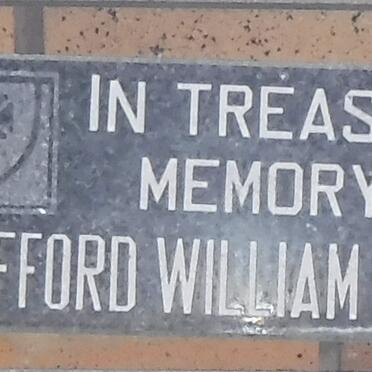 IN TREAS
MEMORY
FFORD WILLIAM